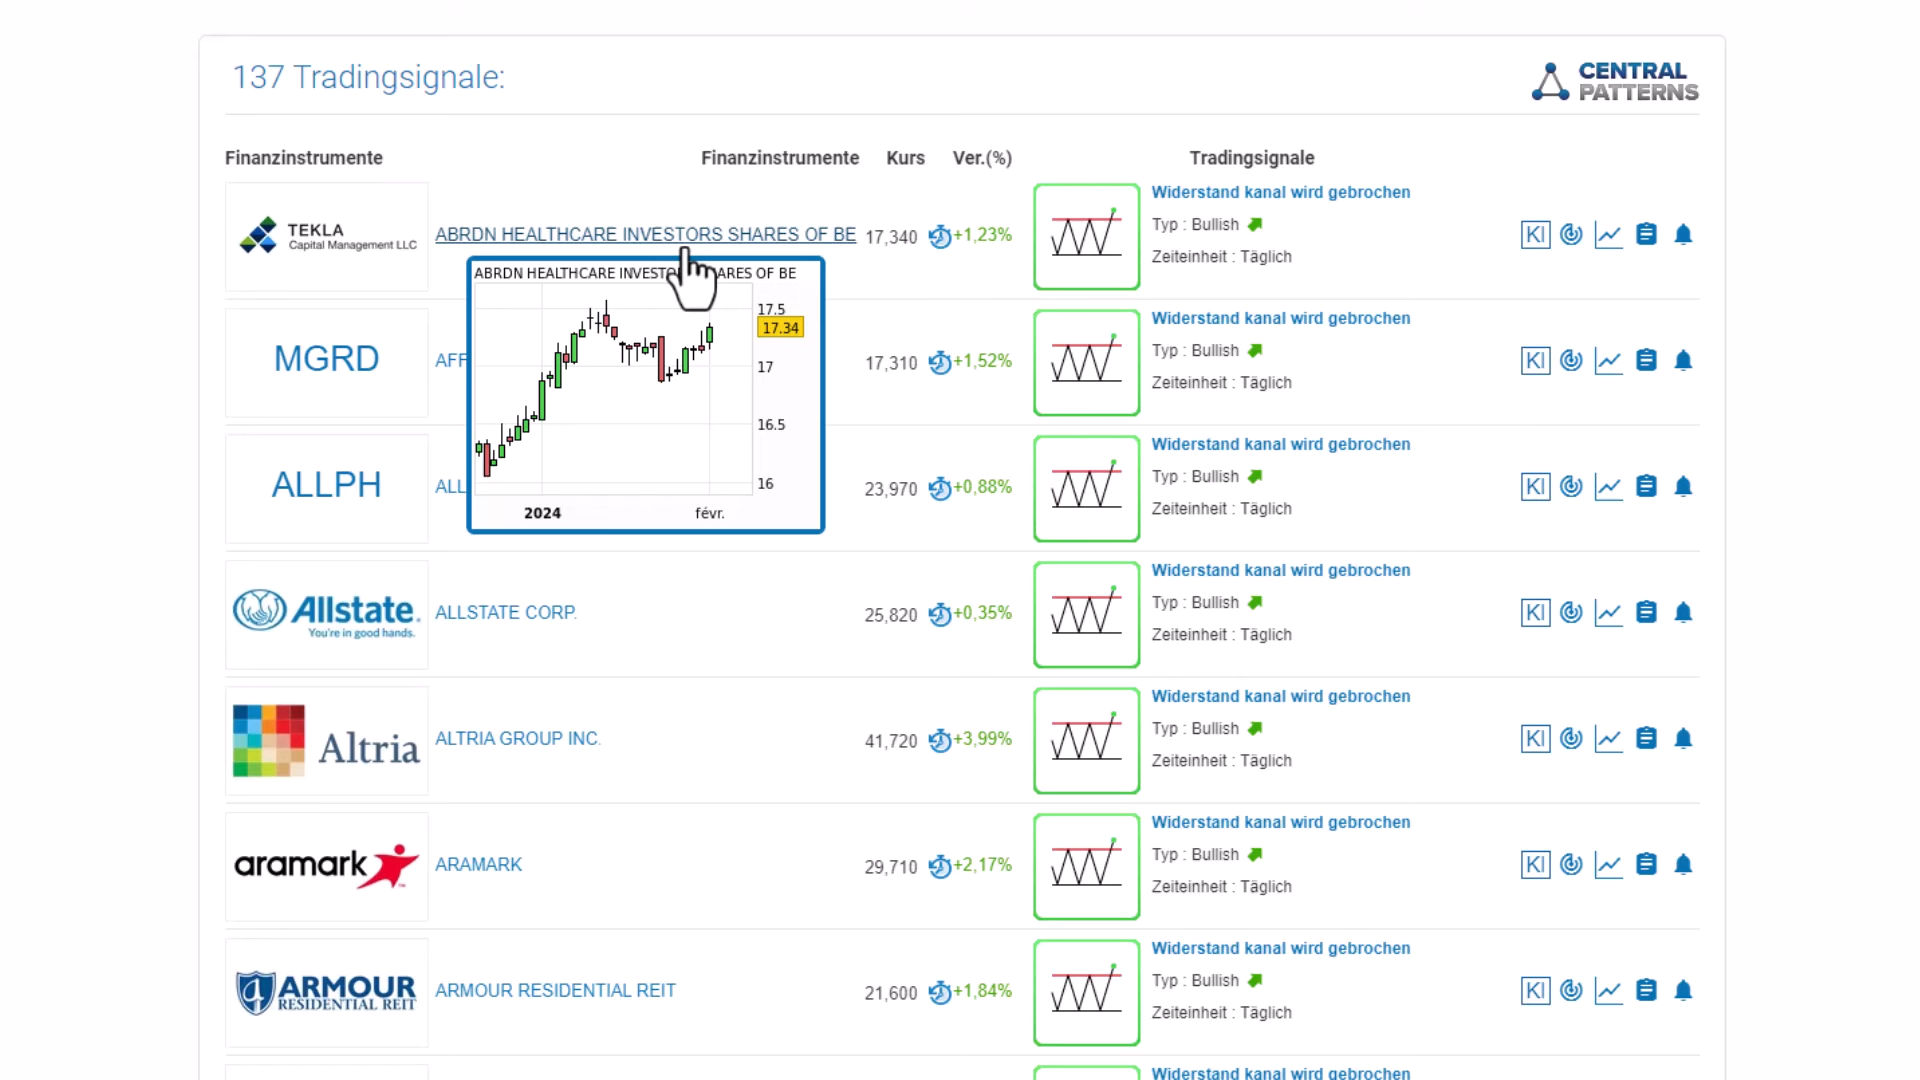 137 Tradingsignale:
CENTRAL
PATTERNS
Finanzinstrumente Finanzinstrumente Kurs Ver.(%) Tradingsignale
TEKLA
Capital Management LLC
ABRDN HEALTHCARE INVESTORS SHARES OF BE 17,340 +1,23%
Widerstand kanal wird gebrochen
Typ : Bullish
Zeiteinheit : Täglich
KI
ABRDN HEALTHCARE INVESTO ARES OF BE
17.5
17.34
17
16.5
16
2024 févr.
MGRD
AFF 17,310 +1,52%
Widerstand kanal wird gebrochen
Typ : Bullish
Zeiteinheit : Täglich
KI
ALLPH
ALL 23,970 +0,88%
Widerstand kanal wird gebrochen
Typ : Bullish
Zeiteinheit : Täglich
KI
Allstate.
You're in good hands.
ALLSTATE CORP. 25,820 +0,35%
Widerstand kanal wird gebrochen
Typ : Bullish
Zeiteinheit : Täglich
KI
Altria
ALTRIA GROUP INC. 41,720 +3,99%
Widerstand kanal wird gebrochen
Typ : Bullish
Zeiteinheit : Täglich
KI
aramark
ARAMARK 29,710 +2,17%
Widerstand kanal wird gebrochen
Typ : Bullish
Zeiteinheit : Täglich
KI
ARMOUR
RESIDENTIAL REIT
ARMOUR RESIDENTIAL REIT 21,600 +1,84%
Widerstand kanal wird gebrochen
Typ : Bullish
Zeiteinheit : Täglich
KI
Widerstand kanal wird gebrochen